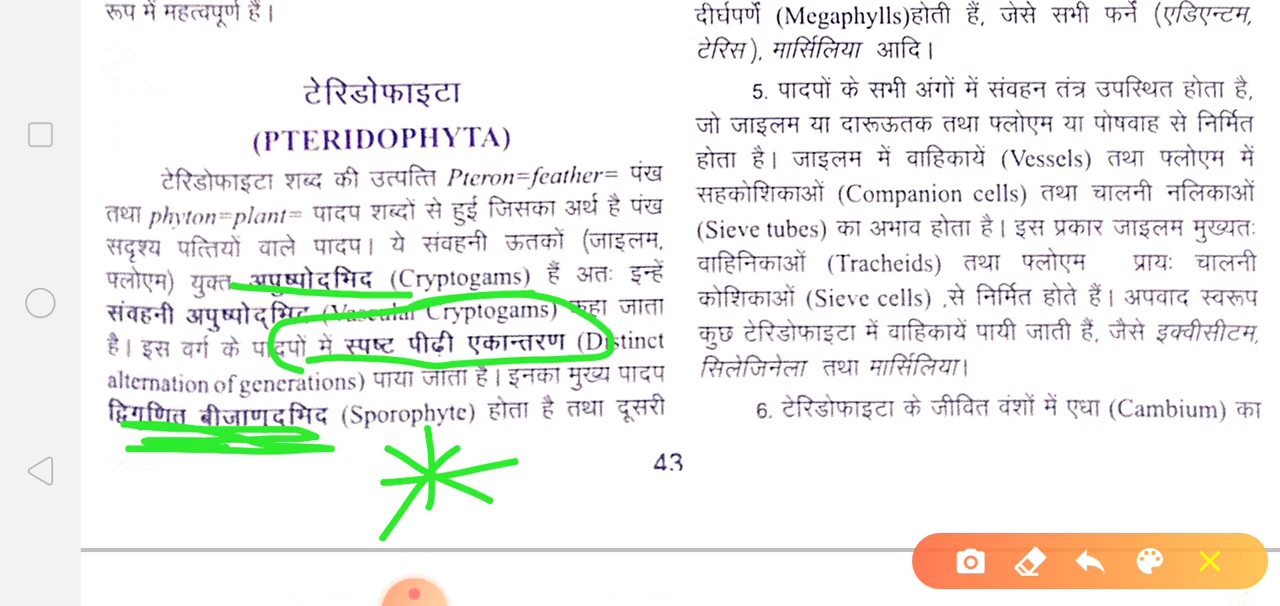 रूप में महत्वपूर्ण हैं।
टेरिडोफाइटा
(PTERIDOPHYTA)
टेरिडोफाइटा शब्द की उत्पत्ति Pteron=feather= पंख
तथा phyton=plant= पादप शब्दों से हुई जिसका अर्थ है पंख
सदृश्य पत्तियों वाले पादप। ये संवहनी ऊतकों (जाइलम,
फ्लोएम) युक्त अपुष्पोद्भिद (Cryptogams) हैं अतः इन्हें
संवहनी अपुष्पोद्भिद (Vascular Cryptogams) कहा जाता
है। इस वर्ग के पादपों में स्पष्ट पीढ़ी एकान्तरण (Distinct
alternation of generations) पाया जाता है। इनका मुख्य पादप
द्विगुणित बीजाणुद्भिद (Sporophyte) होता है तथा दूसरी
दीर्घपर्ण (Megaphylls)होती हैं, जेसे सभी फर्न (एडिएन्टम,
टेरिस), मार्सिलिया आदि।
5. पादपों के सभी अंगों में संवहन तंत्र उपस्थित होता है,
जो जाइलम या दारूऊतक तथा फ्लोएम या पोषवाह से निर्मित
होता है। जाइलम में वाहिकायें (Vessels) तथा फ्लोएम में
सहकोशिकाओं (Companion cells) तथा चालनी नलिकाओं
(Sieve tubes) का अभाव होता है। इस प्रकार जाइलम मुख्यतः
वाहिनिकाओं (Tracheids) तथा फ्लोएम प्रायः चालनी
कोशिकाओं (Sieve cells) ,से निर्मित होते हैं। अपवाद स्वरूप
कुछ टेरिडोफाइटा में वाहिकायें पायी जाती हैं, जैसे इक्वीसीटम,
सिलेजिनेला तथा मार्सिलिया।
6. टेरिडोफाइटा के जीवित वंशों में एधा (Cambium) का
43